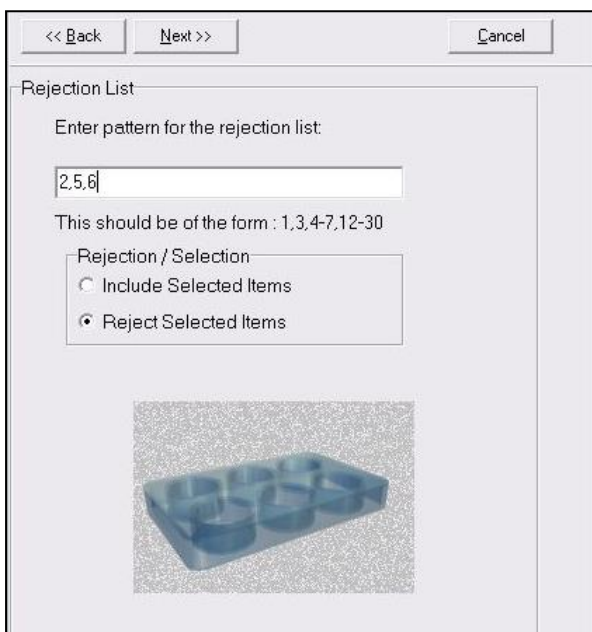 << Back Next >> Cancel
Rejection List
Enter pattern for the rejection list:
2,5,6
This should be of the form : 1,3,4-7,12-30
Rejection / Selection
Include Selected Items
Reject Selected Items